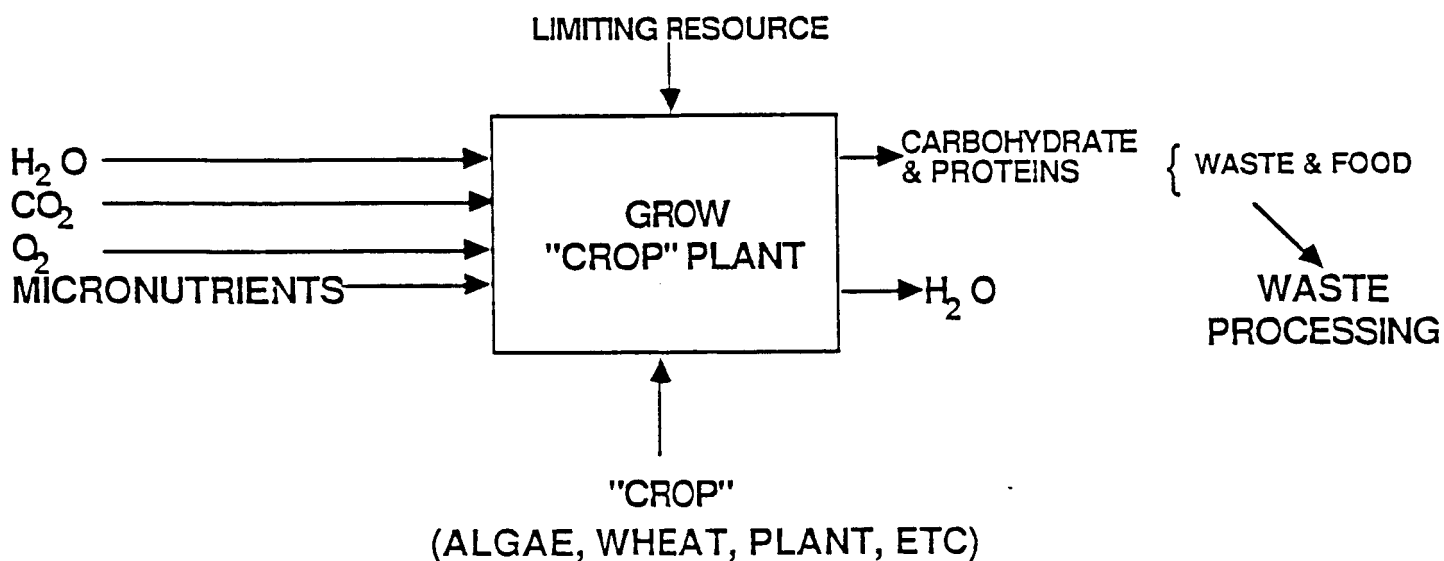 LIMITING RESOURCE
H₂O
CO₂
O₂
MICRONUTRIENTS
GROW
"CROP" PLANT
CARBOHYDRATE
& PROTEINS
{ WASTE & FOOD
H₂O
WASTE
PROCESSING
"CROP"
(ALGAE, WHEAT, PLANT, ETC)